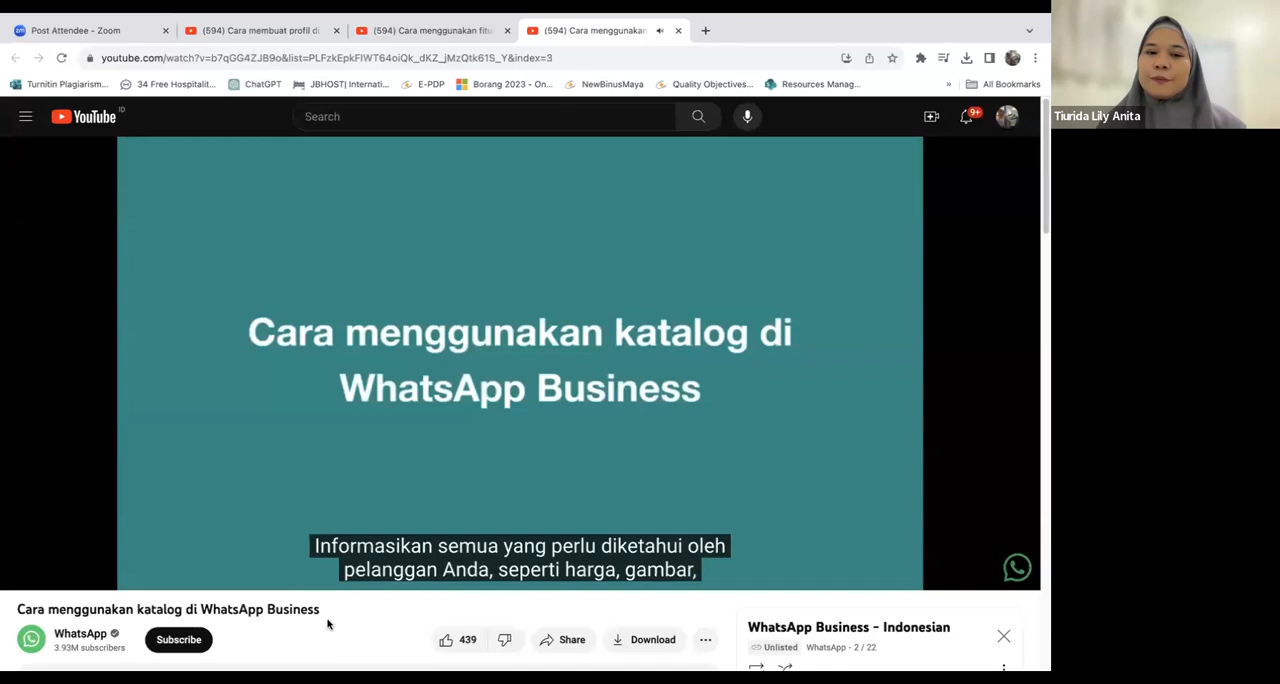 Post Attendee - Zoom
(594) Cara membuat profil di
(594) Cara menggunakan fitu
(594) Cara menggunakan
youtube.com/watch?v=b7qGG4ZJB9o&list=PLFzkEpkFIWT64oiQk_dKZ_jMzQtk61S_Y&index=3
Turnitin Plagiarism...
34 Free Hospitalit...
ChatGPT
JBHOST| Internati...
E-PDP
Borang 2023 - On...
NewBinusMaya
Quality Objectives...
Resources Manag...
»
All Bookmarks
YouTube ID
Search
9+
Tiurida Lily Anita
Cara menggunakan katalog di
WhatsApp Business
Informasikan semua yang perlu diketahui oleh
pelanggan Anda, seperti harga, gambar,
Cara menggunakan katalog di WhatsApp Business
WhatsApp
3.93M subscribers
Subscribe
439
Share
Download
WhatsApp Business - Indonesian
Unlisted
WhatsApp - 2 / 22